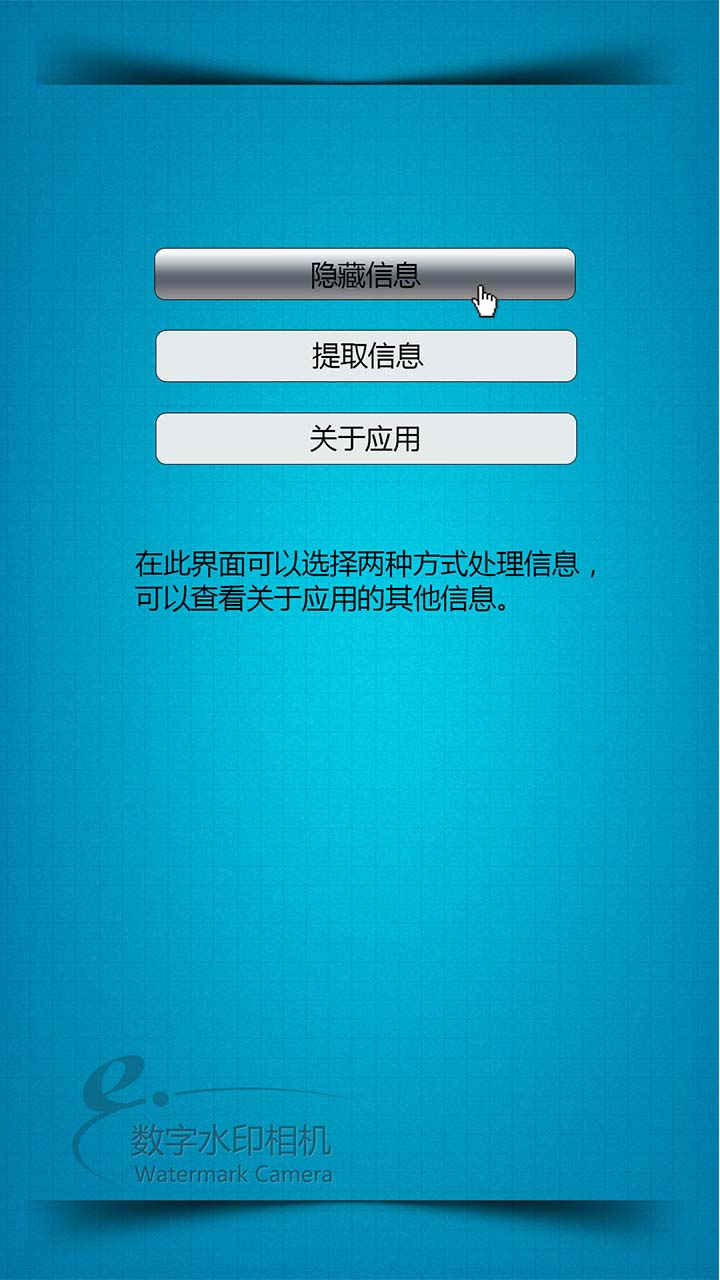 隐藏信息
提取信息
关于应用
在此界面可以选择两种方式处理信息，
可以查看关于应用的其他信息。
e.
数字水印相机
Watermark Camera